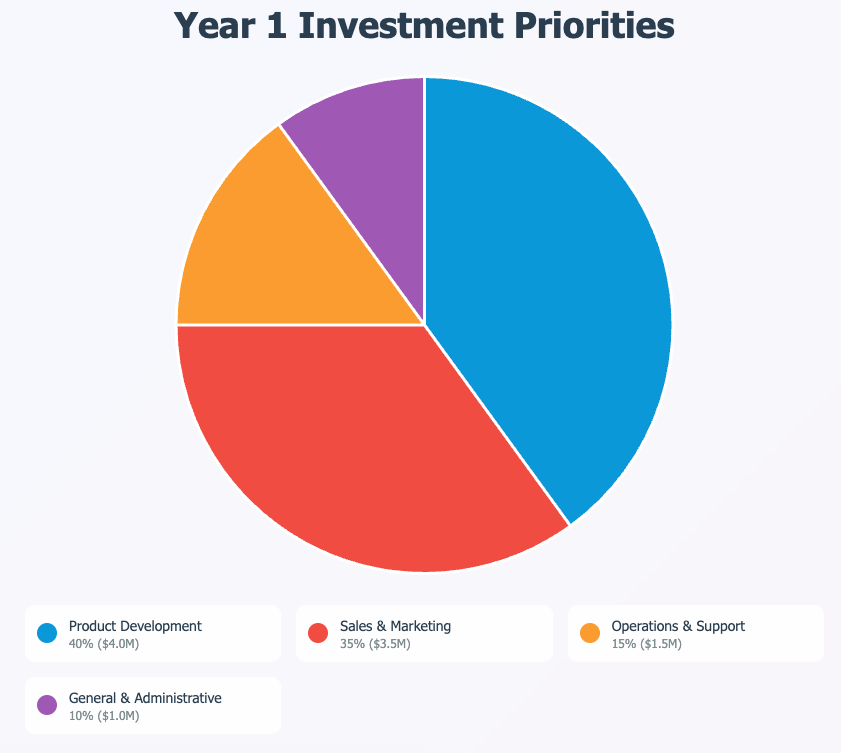 Year 1 Investment Priorities
Product Development
40% ($4.0M)
Sales & Marketing
35% ($3.5M)
Operations & Support
15% ($1.5M)
General & Administrative
10% ($1.0M)